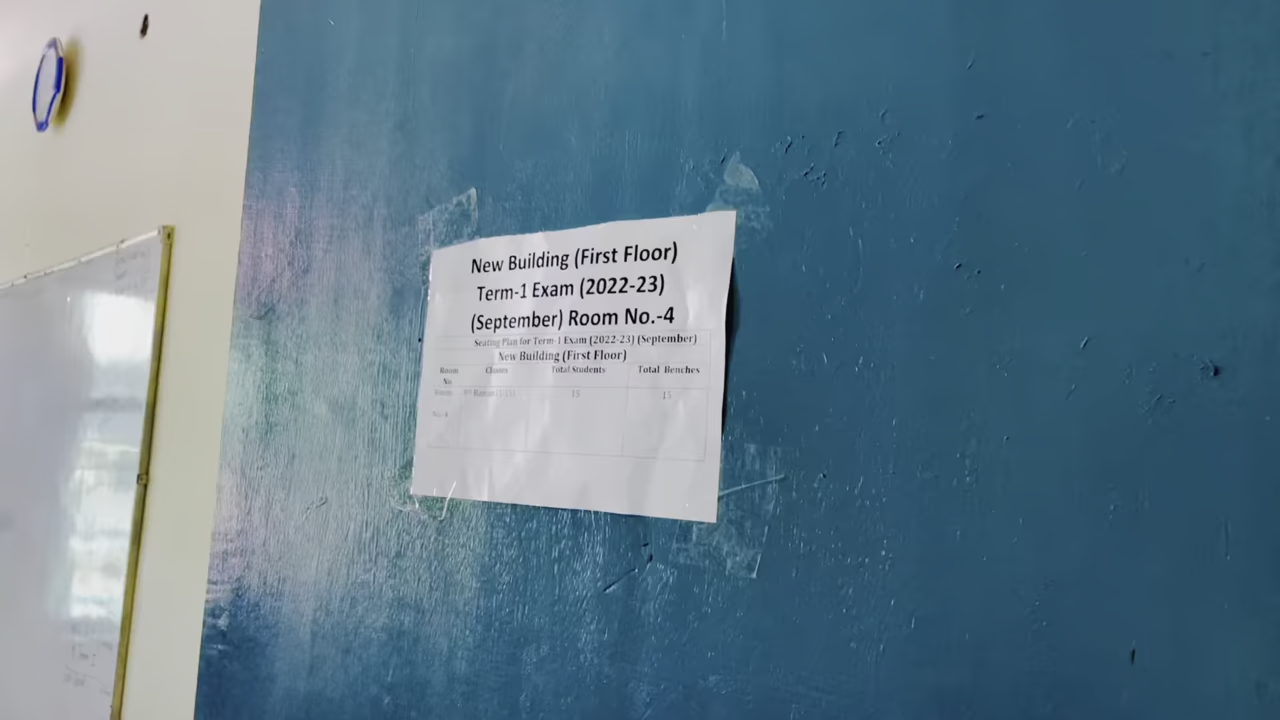 New Building (First Floor)
Term-1 Exam (2022-23)
(September) Room No.-4
Seating Plan for Term-1 Exam (2022-23) (September)
New Building (First Floor)
Room No. Classes Total Students Total Benches
15 15